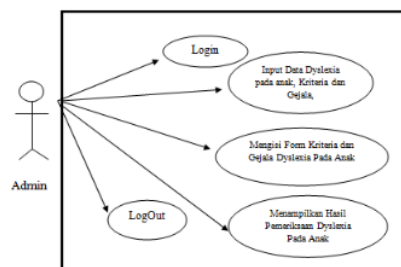 Login
Input Data Dyslexia
pada anak, Kriteria dan
Gejala,
Admin
Mengisi Form Kriteria dan
Gejala Dyslexia Pada Anak
LogOut
Menampilkan Hasil
Pemeriksaan Dyslexia
Pada Anak